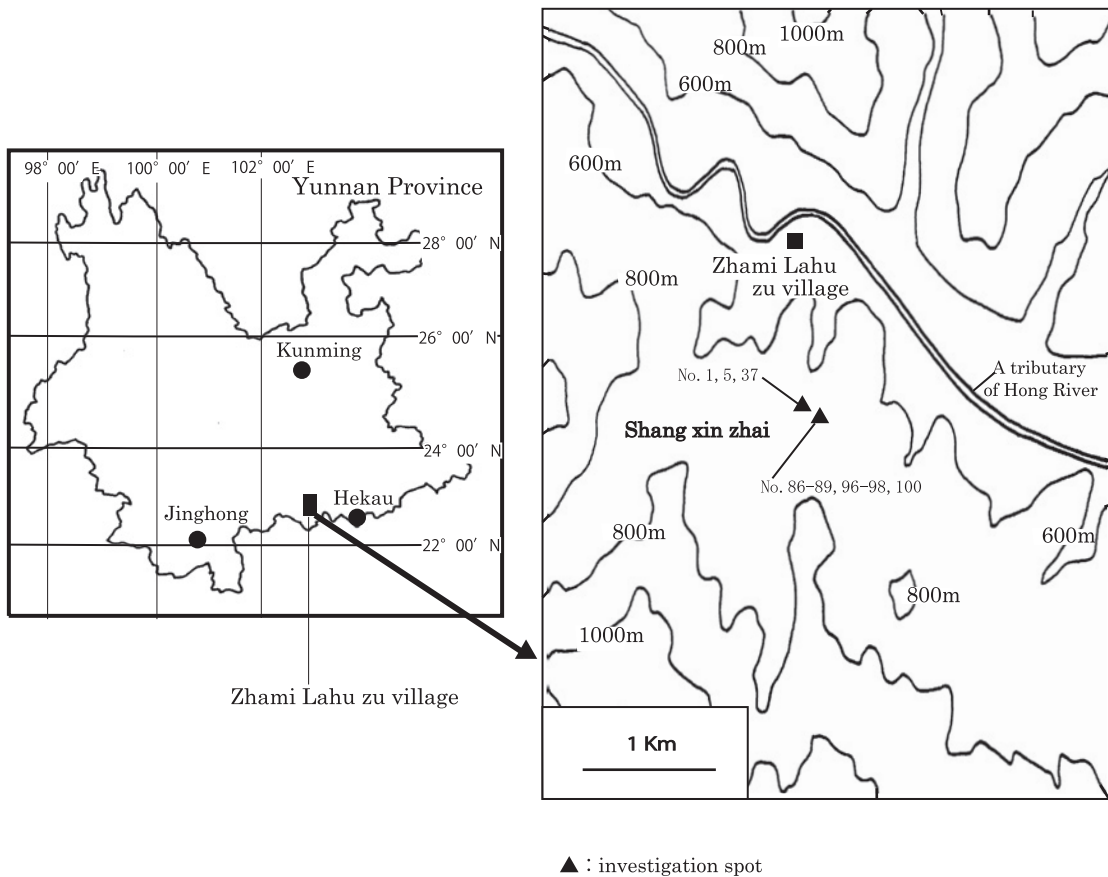 98° 00′ E
100° 00′ E
102° 00′ E
Yunnan Province
28° 00′ N
26° 00′ N
Kunming
24° 00′ N
Hekau
Jinghong
22° 00′ N
Zhami Lahu zu village
1000m
800m
600m
600m
Zhami Lahu
zu village
800m
A tributary
of Hong River
No. 1, 5, 37
Shang xin zhai
No. 86-89, 96-98, 100
800m
600m
800m
1000m
1 Km
▲ : investigation spot